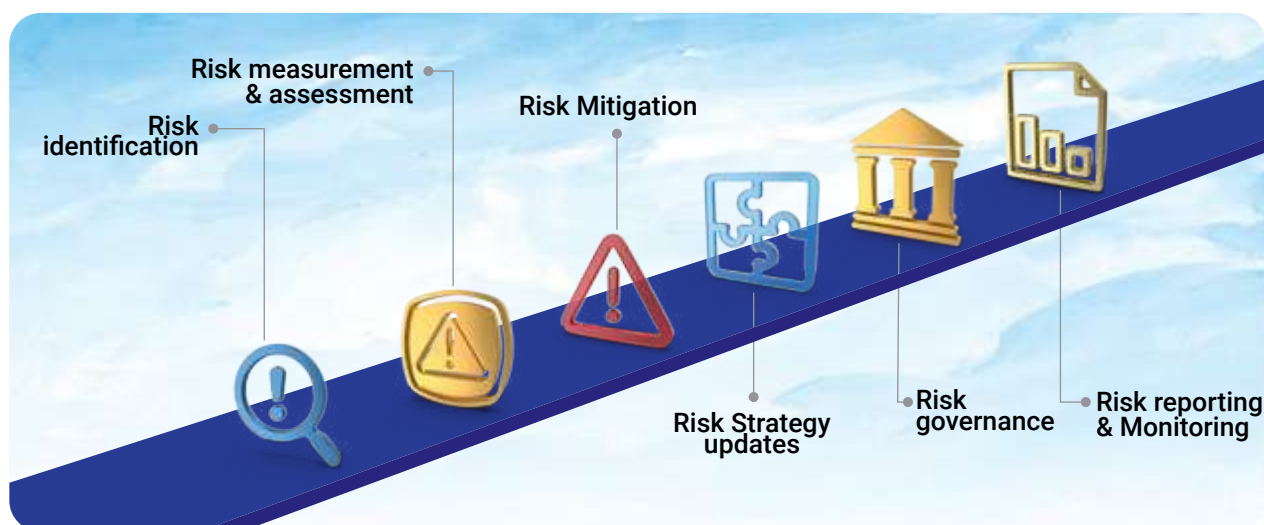 Risk
identification
Risk measurement
& assessment
Risk Mitigation
Risk Strategy
updates
Risk
governance
Risk reporting
& Monitoring